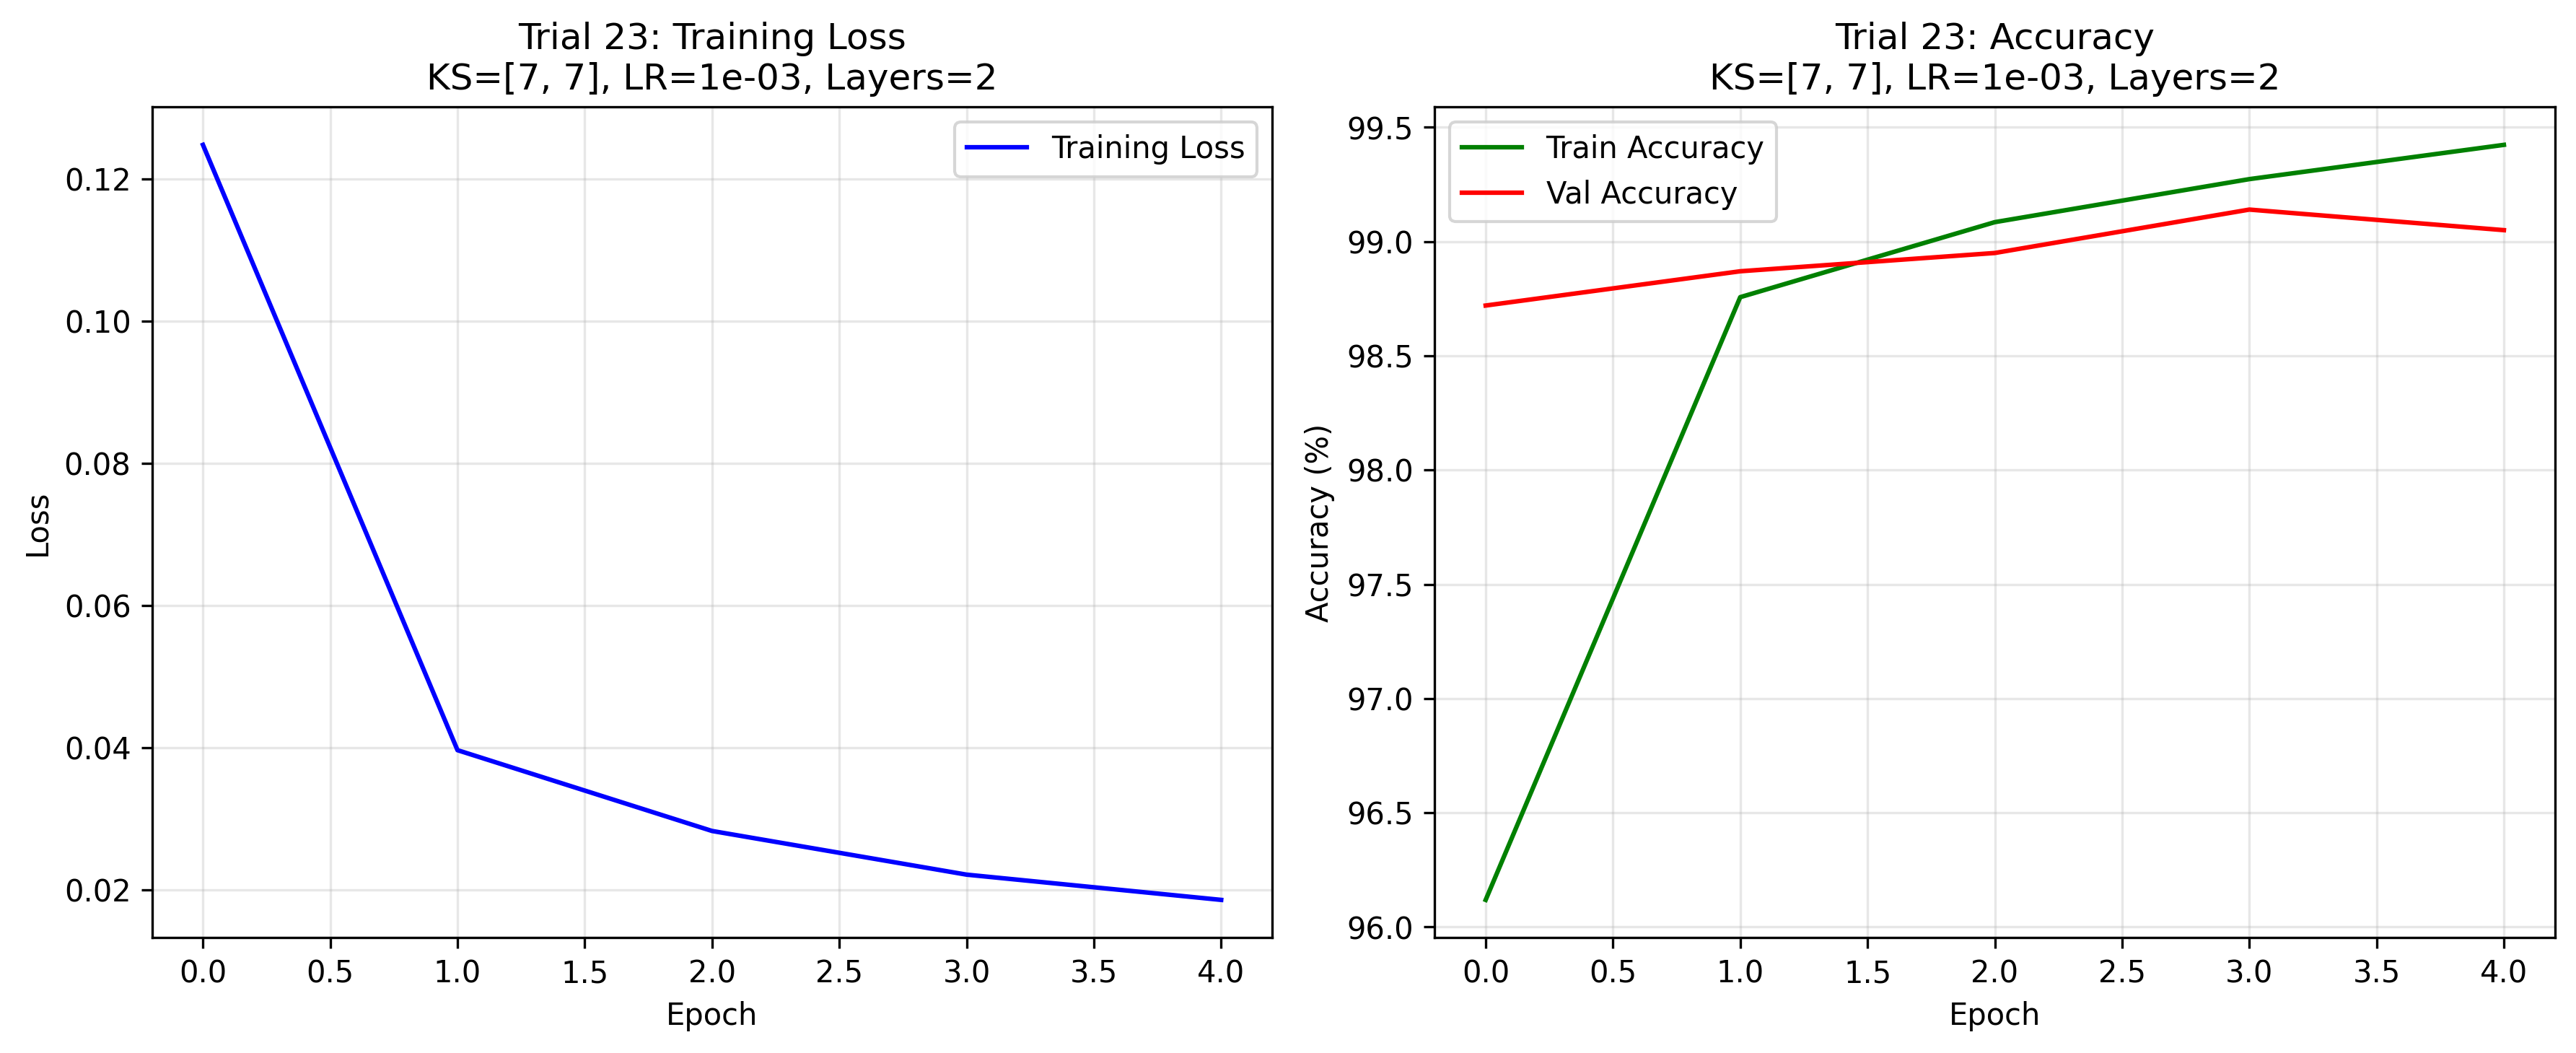 Trial 23: Training Loss
KS=[7, 7], LR=1e-03, Layers=2
Training Loss
0.12
0.10
0.08
0.06
0.04
0.02
Loss
0.0 0.5 1.0 1.5 2.0 2.5 3.0 3.5 4.0
Epoch
Trial 23: Accuracy
KS=[7, 7], LR=1e-03, Layers=2
Train Accuracy
Val Accuracy
99.5
99.0
98.5
98.0
97.5
97.0
96.5
96.0
Accuracy (%)
0.0 0.5 1.0 1.5 2.0 2.5 3.0 3.5 4.0
Epoch